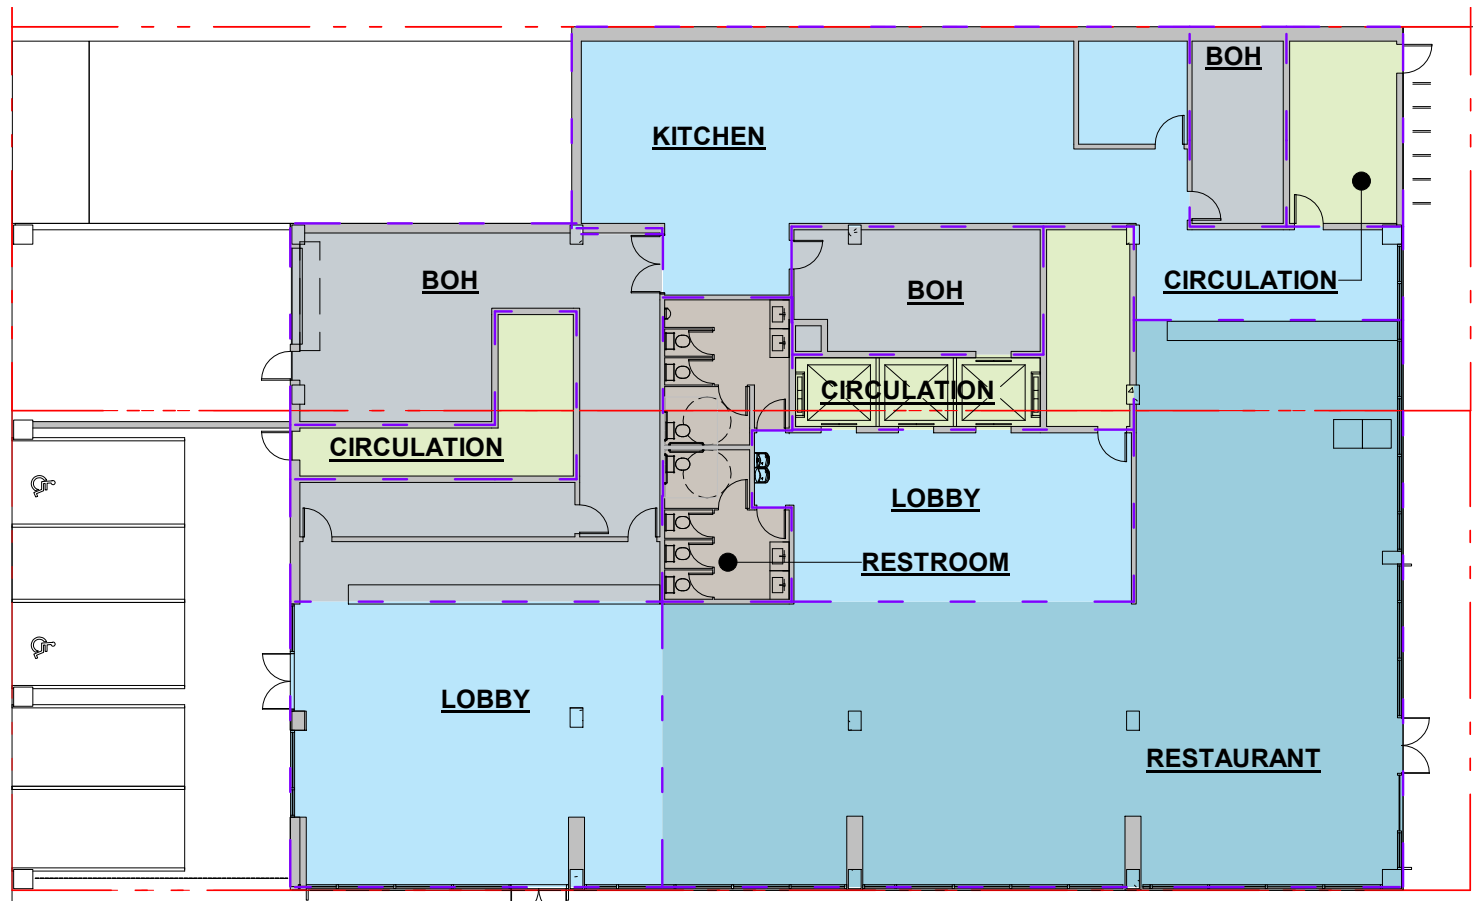 BOH
KITCHEN
BOH
BOH
CIRCULATION
CIRCULATION
CIRCULATION
LOBBY
RESTROOM
LOBBY
RESTAURANT